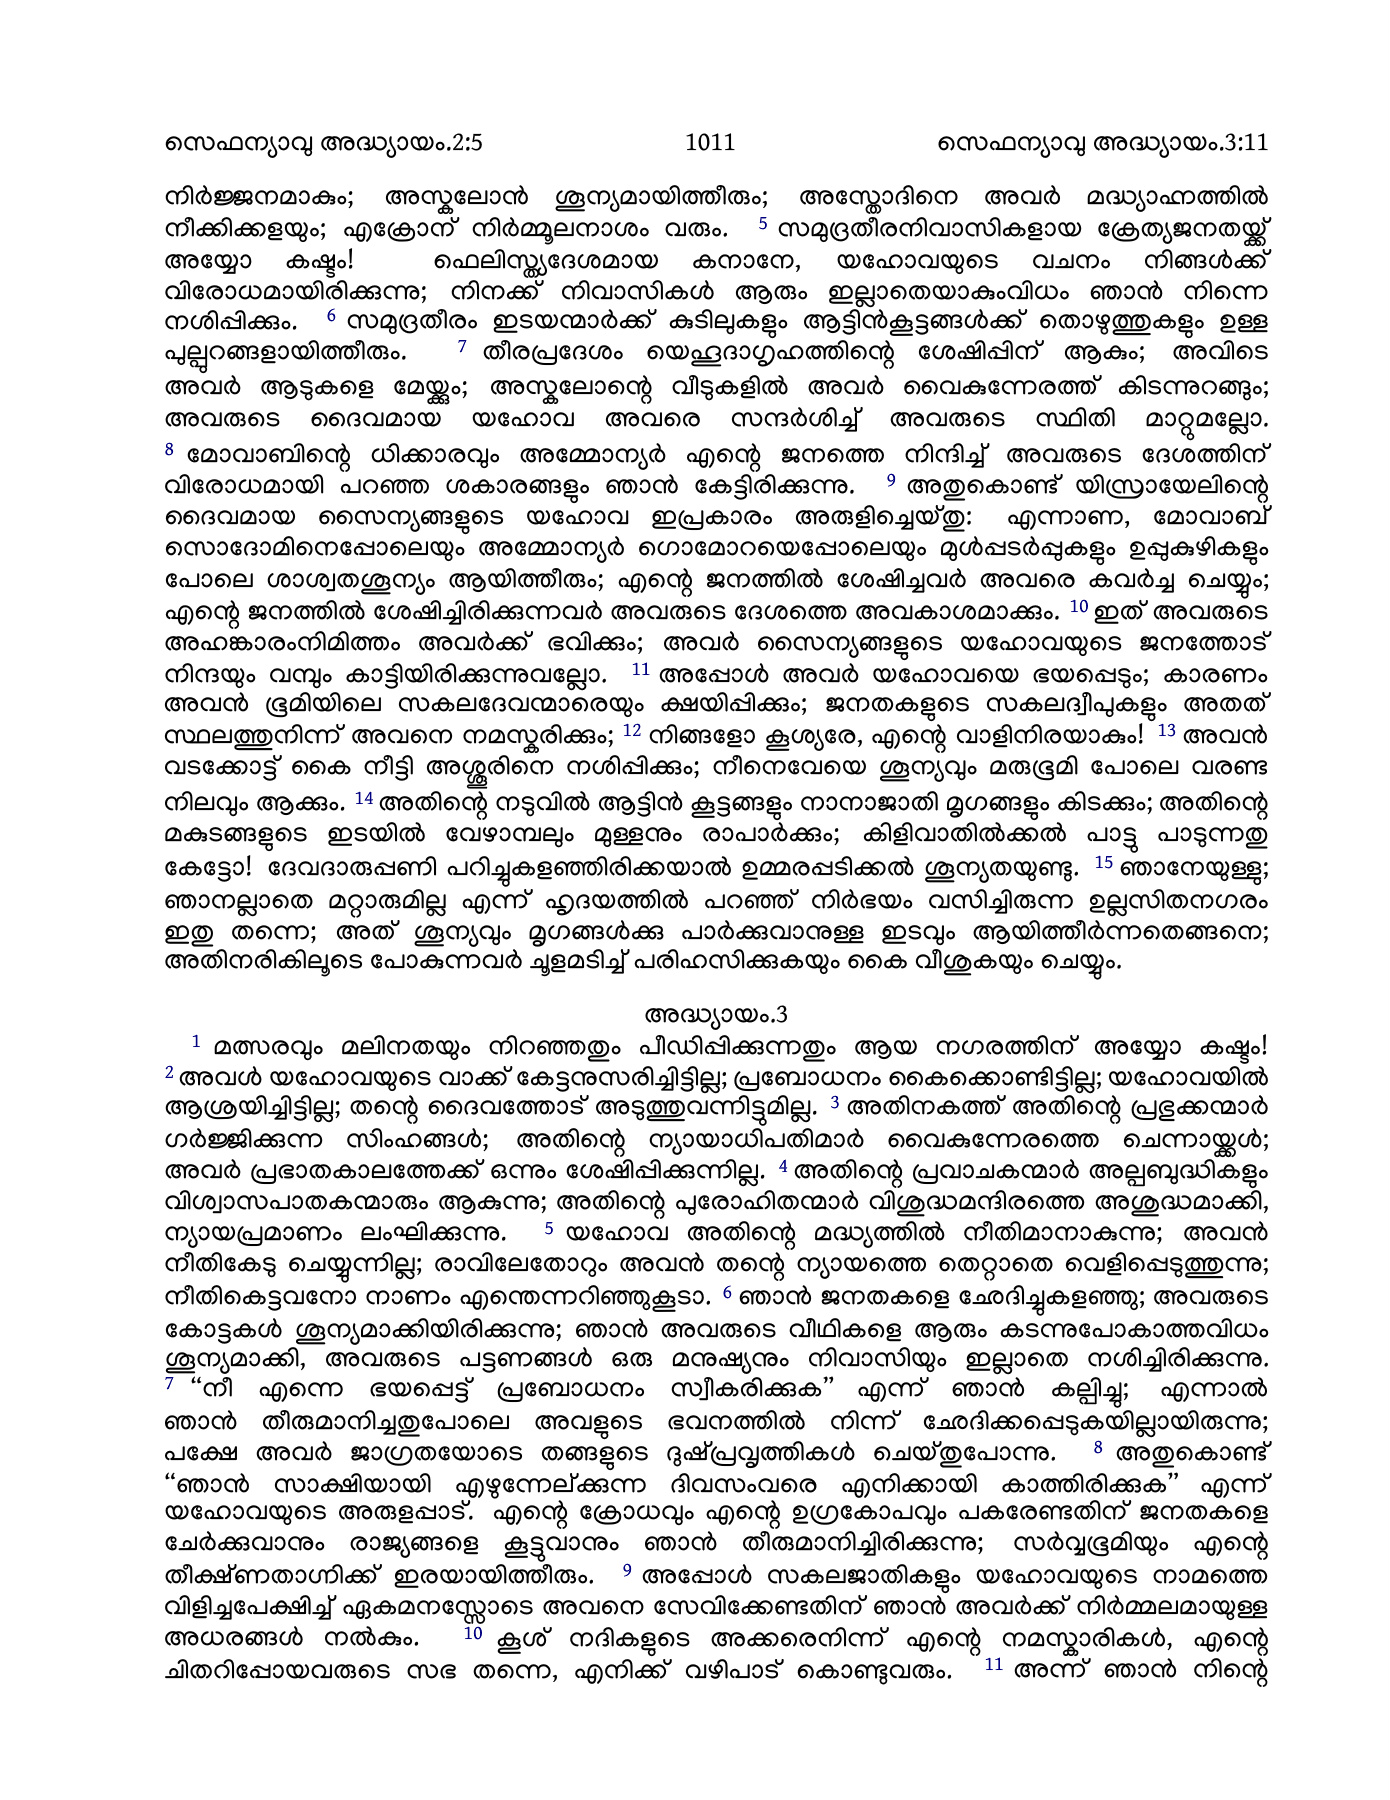 സെഫന്യാവു അദ്ധ്യായം.2:5 1011 സെഫന്യാവു അദ്ധ്യായം.3:11
നിർജ്ജനമാകും; അസ്കലോൻ ശൂന്യമായിത്തീരും; അസ്തോദിനെ അവർ മദ്ധ്യാഹ്നത്തിൽ
നീക്കിക്കളയും; എക്രോന് നിർമ്മൂലനാശം വരും. 5 സമുദ്രതീരനിവാസികളായ ക്രേത്യജനതയ്ക്ക്
അയ്യോ കഷ്ടം! ഫെലിസ്ത്യദേശമായ കനാനേ, യഹോവയുടെ വചനം നിങ്ങൾക്ക്
വിരോധമായിരിക്കുന്നു; നിനക്ക് നിവാസികൾ ആരും ഇല്ലാതെയാകുംവിധം ഞാൻ നിന്നെ
നശിപ്പിക്കും. 6 സമുദ്രതീരം ഇടയന്മാർക്ക് കുടിലുകളും ആട്ടിൻകൂട്ടങ്ങൾക്ക് തൊഴുത്തുകളും ഉള്ള
പുല്പുറങ്ങളായിത്തീരും. 7 തീരപ്രദേശം യെഹൂദാഗൃഹത്തിന്റെ ശേഷിപ്പിന് ആകും; അവിടെ
അവർ ആടുകളെ മേയ്ക്കും; അസ്കലോന്റെ വീടുകളിൽ അവർ വൈകുന്നേരത്ത് കിടന്നുറങ്ങും;
അവരുടെ ദൈവമായ യഹോവ അവരെ സന്ദർശിച്ച് അവരുടെ സ്ഥിതി മാറ്റുമല്ലോ.
8 മോവാബിന്റെ ധിക്കാരവും അമ്മോന്യർ എന്റെ ജനത്തെ നിന്ദിച്ച് അവരുടെ ദേശത്തിന്
വിരോധമായി പറഞ്ഞ ശകാരങ്ങളും ഞാൻ കേട്ടിരിക്കുന്നു. 9 അതുകൊണ്ട് യിസ്രായേലിന്റെ
ദൈവമായ സൈന്യങ്ങളുടെ യഹോവ ഇപ്രകാരം അരുളിച്ചെയ്തു: എന്നാണ, മോവാബ്
സൊദോമിനെപ്പോലെയും അമ്മോന്യർ ഗൊമോറയെപ്പോലെയും മുൾപ്പടർപ്പുകളും ഉപ്പുകുഴികളും
പോലെ ശാശ്വതശൂന്യം ആയിത്തീരും; എന്റെ ജനത്തിൽ ശേഷിച്ചവർ അവരെ കവർച്ച ചെയ്യും;
എന്റെ ജനത്തിൽ ശേഷിച്ചിരിക്കുന്നവർ അവരുടെ ദേശത്തെ അവകാശമാക്കും. 10 ഇത് അവരുടെ
അഹങ്കാരംനിമിത്തം അവർക്ക് ഭവിക്കും; അവർ സൈന്യങ്ങളുടെ യഹോവയുടെ ജനത്തോട്
നിന്ദയും വമ്പും കാട്ടിയിരിക്കുന്നുവല്ലോ. 11 അപ്പോൾ അവർ യഹോവയെ ഭയപ്പെടും; കാരണം
അവൻ ഭൂമിയിലെ സകലദേവന്മാരെയും ക്ഷയിപ്പിക്കും; ജനതകളുടെ സകലദ്വീപുകളും അതത്
സ്ഥലത്തുനിന്ന് അവനെ നമസ്കരിക്കും; 12 നിങ്ങളോ കൂശ്യരേ, എന്റെ വാളിനിരയാകും! 13 അവൻ
വടക്കോട്ട് കൈ നീട്ടി അശ്ശൂരിനെ നശിപ്പിക്കും; നീനെവേയെ ശൂന്യവും മരുഭൂമി പോലെ വരണ്ട
നിലവും ആക്കും. 14 അതിന്റെ നടുവിൽ ആട്ടിൻ കൂട്ടങ്ങളും നാനാജാതി മൃഗങ്ങളും കിടക്കും; അതിന്റെ
മകുടങ്ങളുടെ ഇടയിൽ വേഴാമ്പലും മുള്ളനും രാപാർക്കും; കിളിവാതിൽക്കൽ പാട്ടു പാടുന്നതു
കേട്ടോ! ദേവദാരുപ്പണി പറിച്ചുകളഞ്ഞിരിക്കയാൽ ഉമ്മരപ്പടിക്കൽ ശൂന്യതയുണ്ടു. 15 ഞാനേയുള്ളു;
ഞാനല്ലാതെ മറ്റാരുമില്ല എന്ന് ഹൃദയത്തിൽ പറഞ്ഞ് നിർഭയം വസിച്ചിരുന്ന ഉല്ലസിതനഗരം
ഇതു തന്നെ; അത് ശൂന്യവും മൃഗങ്ങൾക്കു പാർക്കുവാനുള്ള ഇടവും ആയിത്തീർന്നതെങ്ങനെ;
അതിനരികിലൂടെ പോകുന്നവർ ചൂളമടിച്ച് പരിഹസിക്കുകയും കൈ വീശുകയും ചെയ്യും.
അദ്ധ്യായം.3
1 മത്സരവും മലിനതയും നിറഞ്ഞതും പീഡിപ്പിക്കുന്നതും ആയ നഗരത്തിന് അയ്യോ കഷ്ടം!
2 അവൾ യഹോവയുടെ വാക്ക് കേട്ടനുസരിച്ചിട്ടില്ല; പ്രബോധനം കൈക്കൊണ്ടിട്ടില്ല; യഹോവയിൽ
ആശ്രയിച്ചിട്ടില്ല; തന്റെ ദൈവത്തോട് അടുത്തുവന്നിട്ടുമില്ല. 3 അതിനകത്ത് അതിന്റെ പ്രഭുക്കന്മാർ
ഗർജ്ജിക്കുന്ന സിംഹങ്ങൾ; അതിന്റെ ന്യായാധിപതിമാർ വൈകുന്നേരത്തെ ചെന്നായ്ക്കൾ;
അവർ പ്രഭാതകാലത്തേക്ക് ഒന്നും ശേഷിപ്പിക്കുന്നില്ല. 4 അതിന്റെ പ്രവാചകന്മാർ അല്പബുദ്ധികളും
വിശ്വാസപാതകന്മാരും ആകുന്നു; അതിന്റെ പുരോഹിതന്മാർ വിശുദ്ധമന്ദിരത്തെ അശുദ്ധമാക്കി,
ന്യായപ്രമാണം ലംഘിക്കുന്നു. 5 യഹോവ അതിന്റെ മദ്ധ്യത്തിൽ നീതിമാനാകുന്നു; അവൻ
നീതികേടു ചെയ്യുന്നില്ല; രാവിലേതോറും അവൻ തന്റെ ന്യായത്തെ തെറ്റാതെ വെളിപ്പെടുത്തുന്നു;
നീതികെട്ടവനോ നാണം എന്തെന്നറിഞ്ഞുകൂടാ. 6 ഞാൻ ജനതകളെ ഛേദിച്ചുകളഞ്ഞു; അവരുടെ
കോട്ടകൾ ശൂന്യമാക്കിയിരിക്കുന്നു; ഞാൻ അവരുടെ വീഥികളെ ആരും കടന്നുപോകാത്തവിധം
ശൂന്യമാക്കി, അവരുടെ പട്ടണങ്ങൾ ഒരു മനുഷ്യനും നിവാസിയും ഇല്ലാതെ നശിച്ചിരിക്കുന്നു.
7 “നീ എന്നെ ഭയപ്പെട്ട് പ്രബോധനം സ്വീകരിക്കുക” എന്ന് ഞാൻ കല്പിച്ചു; എന്നാൽ
ഞാൻ തീരുമാനിച്ചതുപോലെ അവളുടെ ഭവനത്തിൽ നിന്ന് ഛേദിക്കപ്പെടുകയില്ലായിരുന്നു;
പക്ഷേ അവർ ജാഗ്രതയോടെ തങ്ങളുടെ ദുഷ്പ്രവൃത്തികൾ ചെയ്തുപോന്നു. 8 അതുകൊണ്ട്
“ഞാൻ സാക്ഷിയായി എഴുന്നേല്ക്കുന്ന ദിവസംവരെ എനിക്കായി കാത്തിരിക്കുക” എന്ന്
യഹോവയുടെ അരുളപ്പാട്. എന്റെ ക്രോധവും എന്റെ ഉഗ്രകോപവും പകരേണ്ടതിന് ജനതകളെ
ചേർക്കുവാനും രാജ്യങ്ങളെ കൂട്ടുവാനും ഞാൻ തീരുമാനിച്ചിരിക്കുന്നു; സർവ്വഭൂമിയും എന്റെ
തീക്ഷ്ണതാഗ്നിക്ക് ഇരയായിത്തീരും. 9 അപ്പോൾ സകലജാതികളും യഹോവയുടെ നാമത്തെ
വിളിച്ചപേക്ഷിച്ച് ഏകമനസ്സോടെ അവനെ സേവിക്കേണ്ടതിന് ഞാൻ അവർക്ക് നിർമ്മലമായുള്ള
അധരങ്ങൾ നൽകും. 10 കൂശ് നദികളുടെ അക്കരെനിന്ന് എന്റെ നമസ്കാരികൾ, എന്റെ
ചിതറിപ്പോയവരുടെ സഭ തന്നെ, എനിക്ക് വഴിപാട് കൊണ്ടുവരും. 11 അന്ന് ഞാൻ നിന്റെ